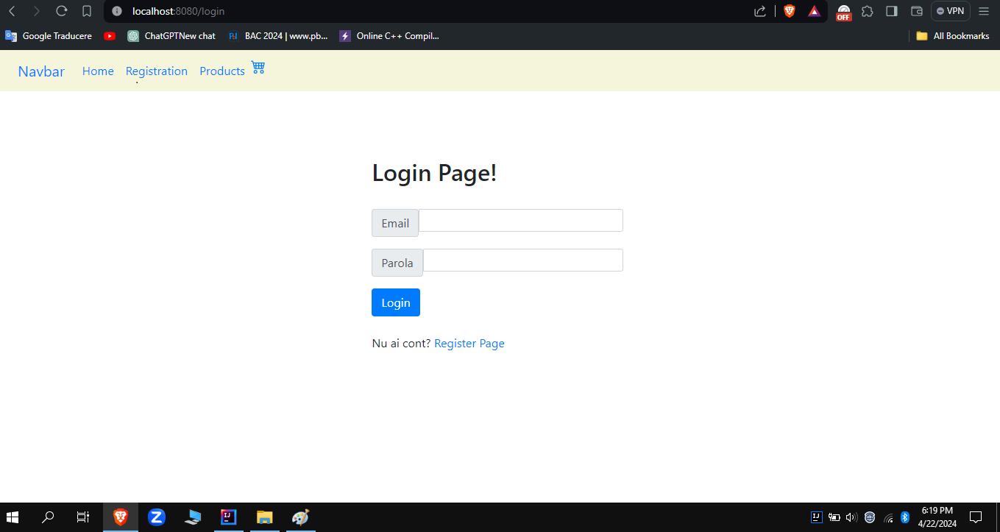 localhost:8080/login
OFF
VPN
Google Traducere
ChatGPTNew chat
BAC 2024 | www.pb...
Online C++ Compil...
All Bookmarks
Navbar Home Registration Products
Login Page!
Email
Parola
Login
Nu ai cont? Register Page
6:19 PM
4/22/2024